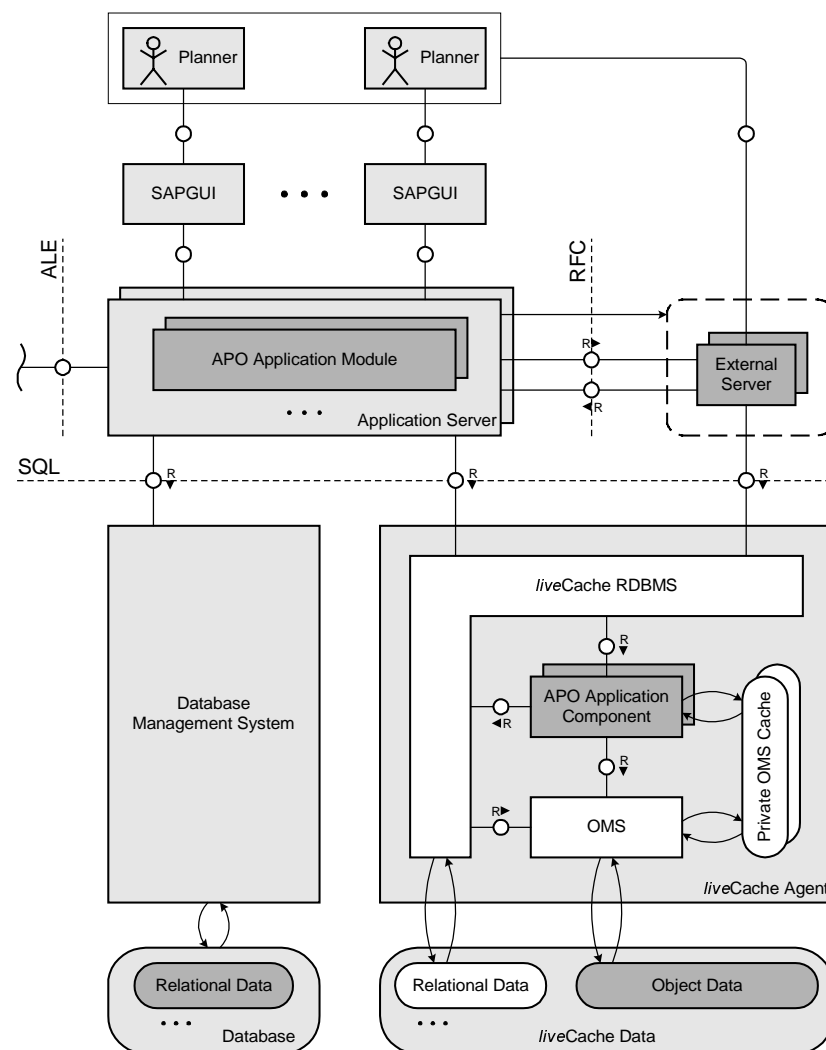 Planner
Planner
SAPGUI
• • •
SAPGUI
ALE
RFC
R
APO Application Module
External
Server
R
• • •
Application Server
SQL
R
R
R
liveCache RDBMS
R
Database
Management System
APO Application
Component
R
Private OMS Cache
R
R
OMS
liveCache Agent
Relational Data
Relational Data
Object Data
• • •
• • •
Database
liveCache Data